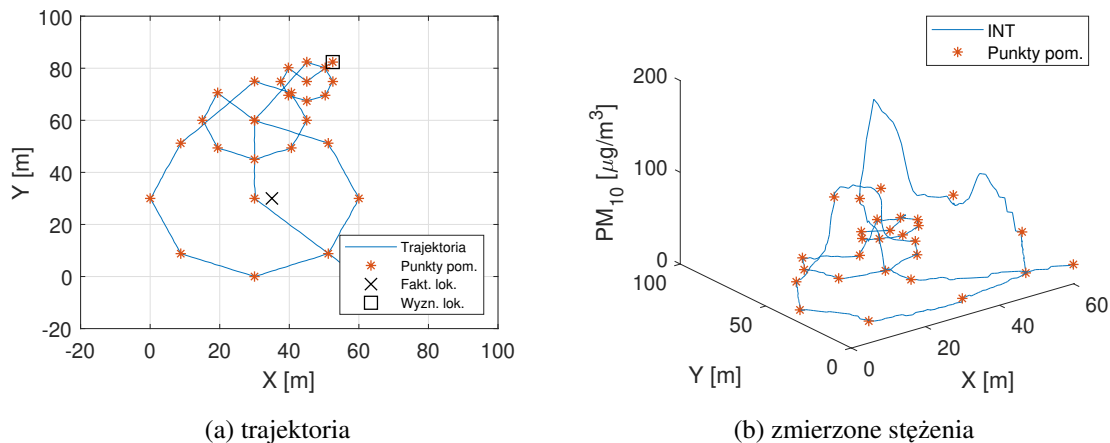 100
80
60
40
20
0
-20
Y [m]
-20
0
20
40
60
80
100
X [m]
Trajektoria
Punkty pom.
Fakt. lok.
Wyzn. lok.
(a) trajektoria
INT
Punkty pom.
200
100
0
PM10 [μg/m3]
100
50
0
Y [m]
0
20
40
60
X [m]
(b) zmierzone stężenia